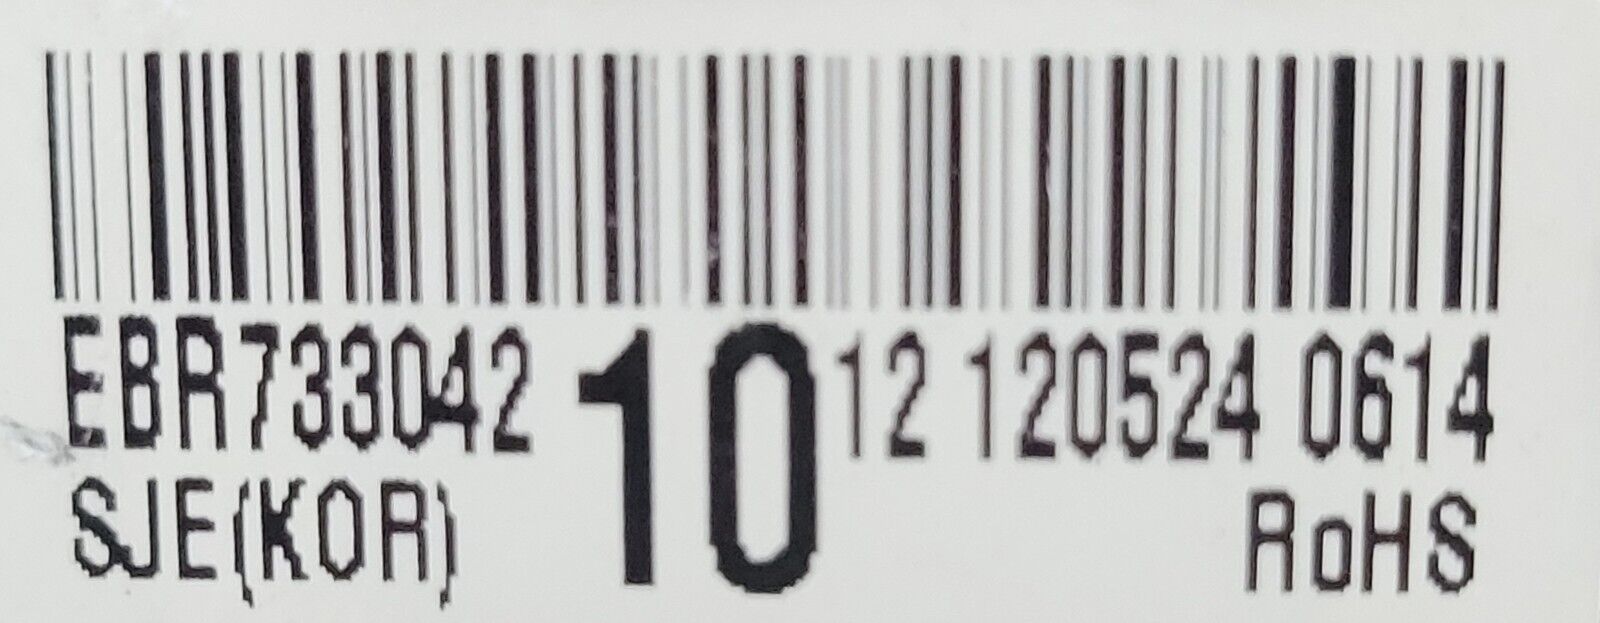 EBR733042 10 12 120524 0614
SJE(KOR) RoHS